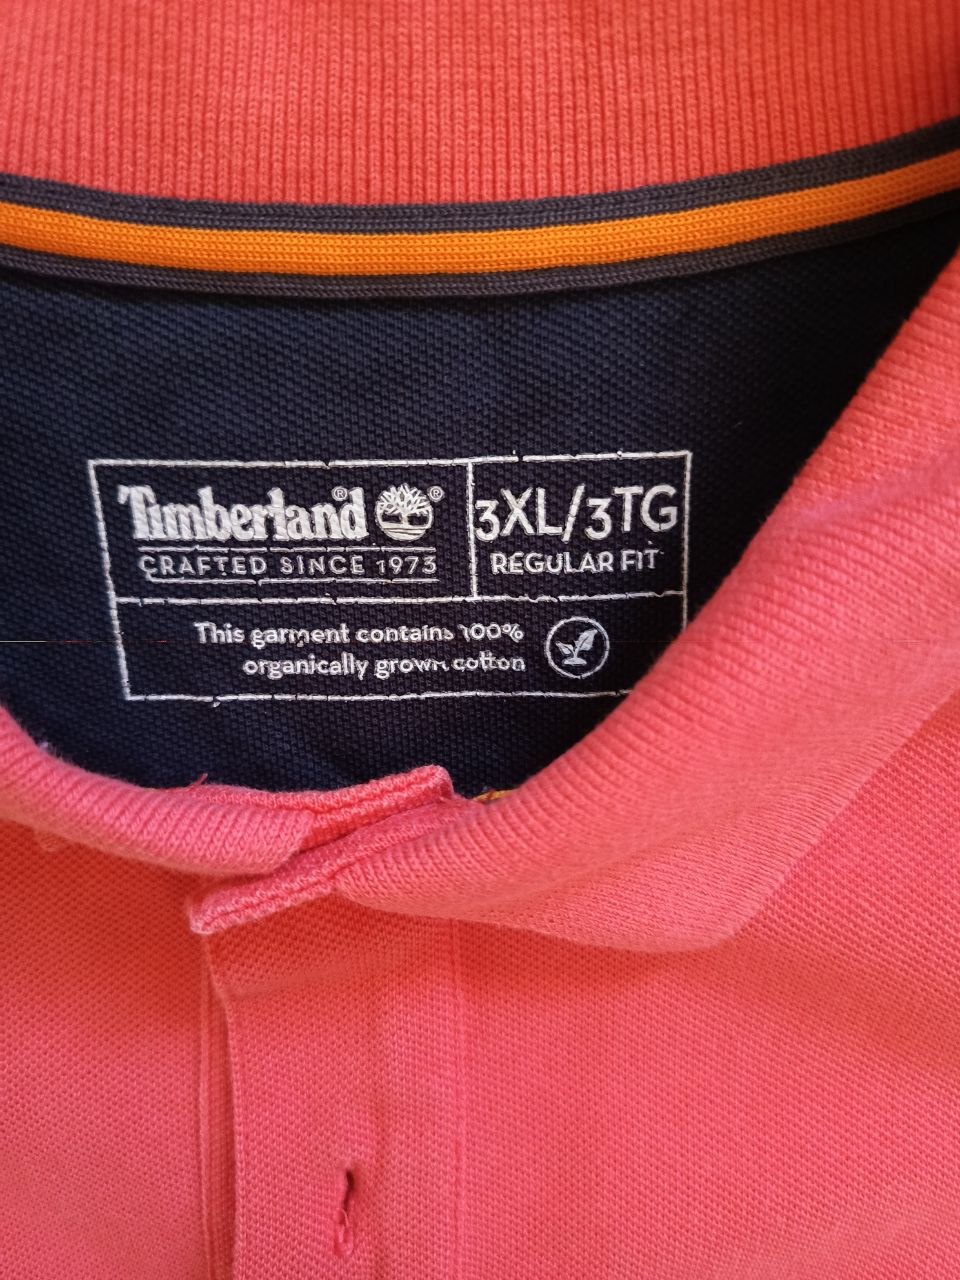 Timberland® ®
CRAFTED SINCE 1973
3XL/3TG
REGULAR FIT
This garment contains 100%
organically grown cotton